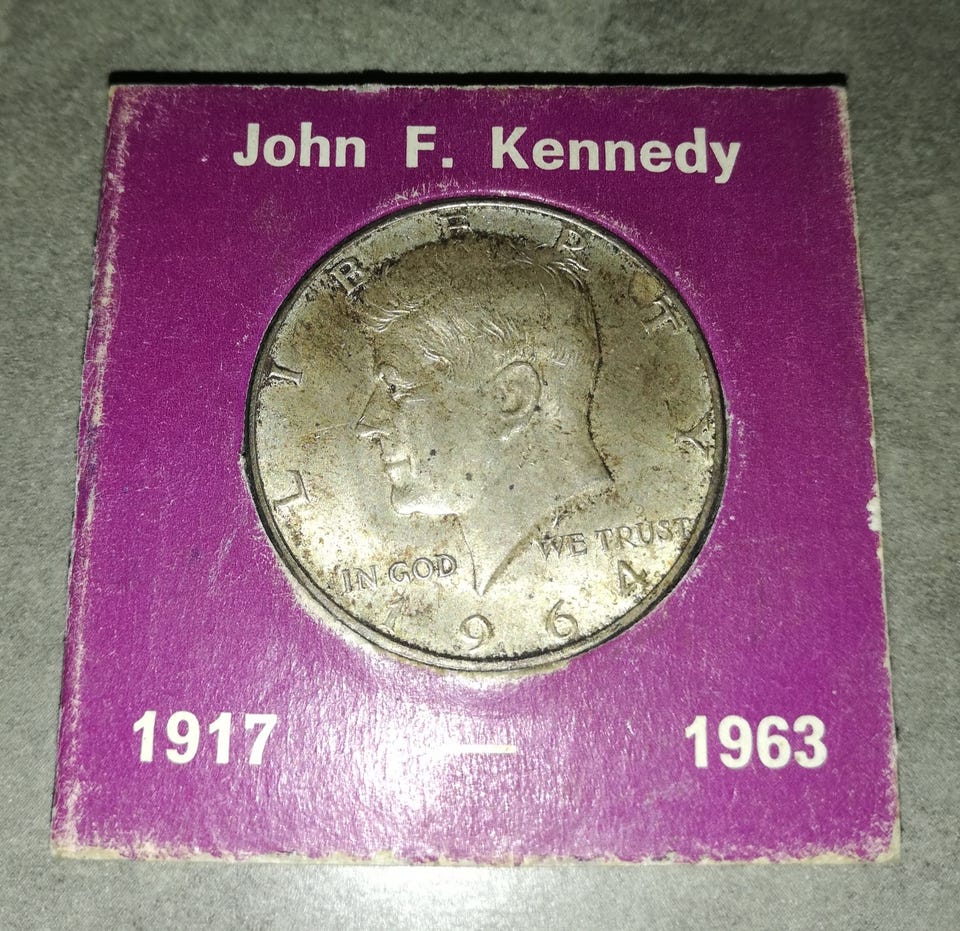 John F. Kennedy
LIBERTY
IN GOD WE TRUST
1964
1917 — 1963